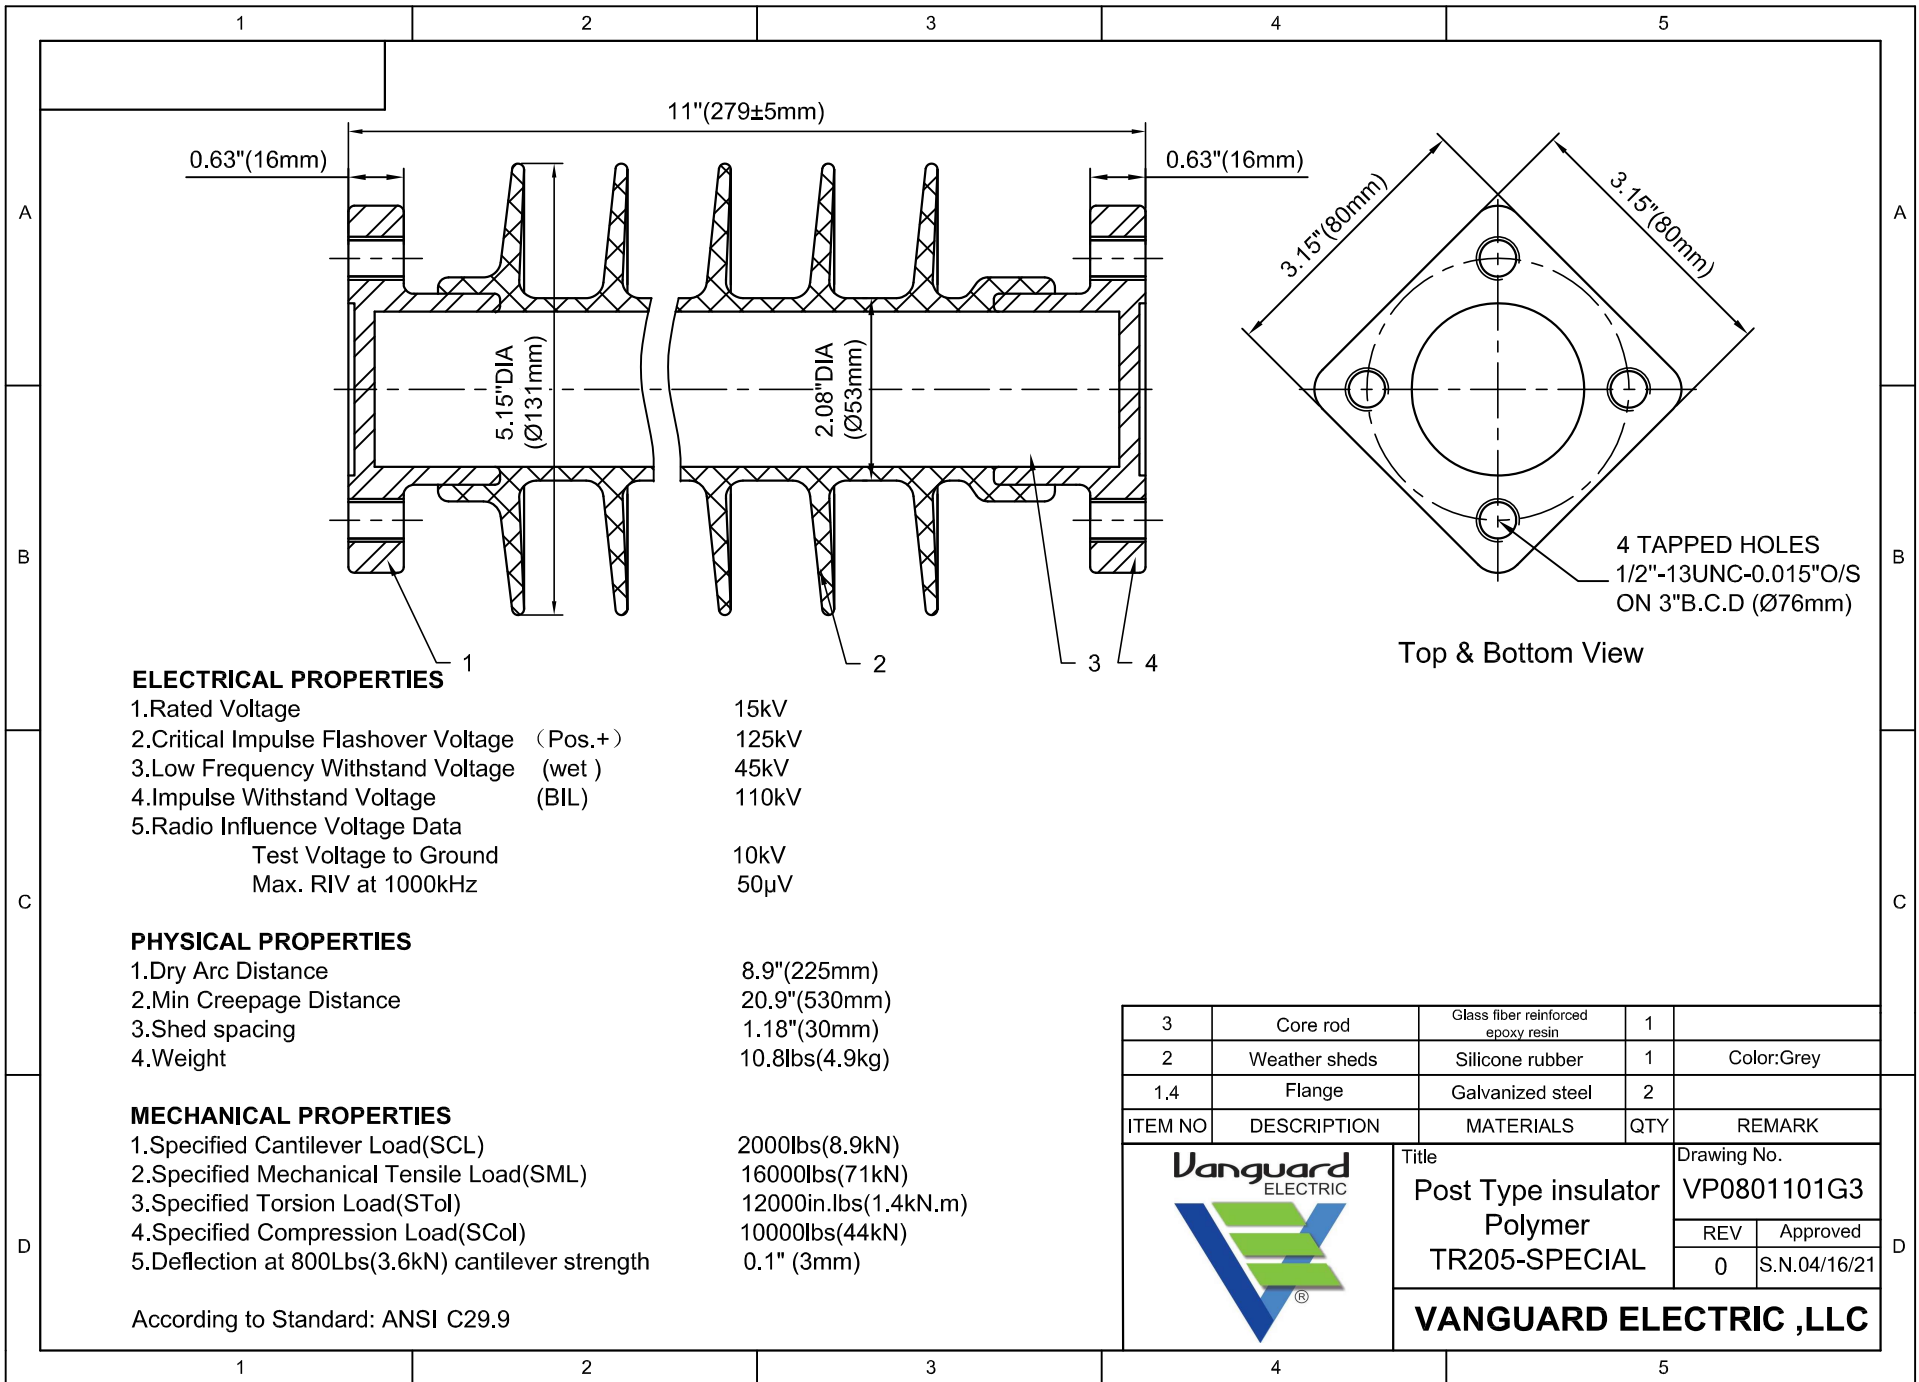 1 2 3 4 5
11"(279±5mm)
0.63"(16mm)
0.63"(16mm)
3.15"(80mm)
3.15"(80mm)
A
A
5.15"DIA
(Ø131mm)
2.08"DIA
(Ø53mm)
B
B
4 TAPPED HOLES
1/2"-13UNC-0.015"O/S
ON 3"B.C.D (Ø76mm)
Top & Bottom View
1
2
3
4
ELECTRICAL PROPERTIES
1.Rated Voltage 15kV
2.Critical Impulse Flashover Voltage （Pos.+） 125kV
3.Low Frequency Withstand Voltage (wet ) 45kV
4.Impulse Withstand Voltage (BIL) 110kV
5.Radio Influence Voltage Data
Test Voltage to Ground 10kV
Max. RIV at 1000kHz 50µV
C
C
PHYSICAL PROPERTIES
1.Dry Arc Distance 8.9"(225mm)
2.Min Creepage Distance 20.9"(530mm)
3.Shed spacing 1.18"(30mm)
4.Weight 10.8lbs(4.9kg)
MECHANICAL PROPERTIES
1.Specified Cantilever Load(SCL) 2000lbs(8.9kN)
2.Specified Mechanical Tensile Load(SML) 16000lbs(71kN)
3.Specified Torsion Load(STol) 12000in.lbs(1.4kN.m)
4.Specified Compression Load(SCol) 10000lbs(44kN)
5.Deflection at 800Lbs(3.6kN) cantilever strength 0.1" (3mm)
According to Standard: ANSI C29.9
3 Core rod Glass fiber reinforced
epoxy resin 1
2 Weather sheds Silicone rubber 1 Color:Grey
1.4 Flange Galvanized steel 2
ITEM NO DESCRIPTION MATERIALS QTY REMARK
Vanguard
ELECTRIC
®
Title
Post Type insulator
Polymer
TR205-SPECIAL
Drawing No.
VP0801101G3
REV Approved
0 S.N.04/16/21
VANGUARD ELECTRIC ,LLC
D
D
1 2 3 4 5